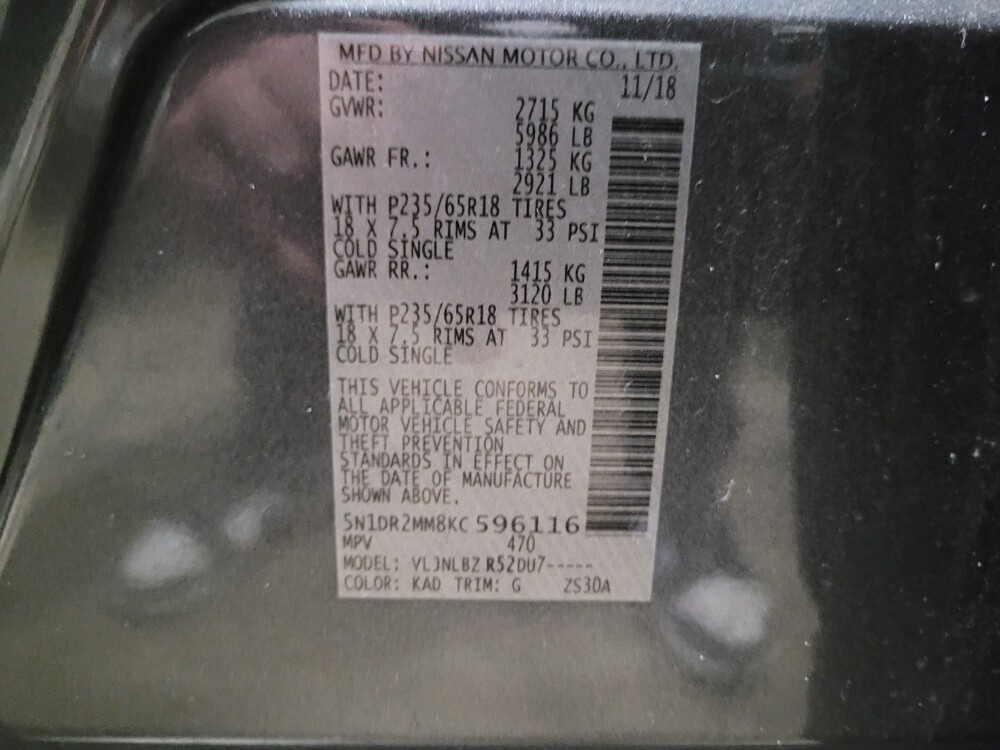 MFD BY NISSAN MOTOR CO., LTD.
DATE: 11/18
GVWR: 2715 KG
5986 LB
GAWR FR.: 1325 KG
2921 LB
WITH P235/65R18 TIRES
18 X 7.5 RIMS AT 33 PSI
COLD SINGLE
GAWR RR.: 1415 KG
3120 LB
WITH P235/65R18 TIRES
18 X 7.5 RIMS AT 33 PSI
COLD SINGLE
THIS VEHICLE CONFORMS TO
ALL APPLICABLE FEDERAL
MOTOR VEHICLE SAFETY AND
THEFT PREVENTION
STANDARDS IN EFFECT ON
THE DATE OF MANUFACTURE
SHOWN ABOVE.
5N1DR2MM8KC596116
MPV 470
MODEL: VLJNLBZ R52DU7-----
COLOR: KAD TRIM: G ZS30A